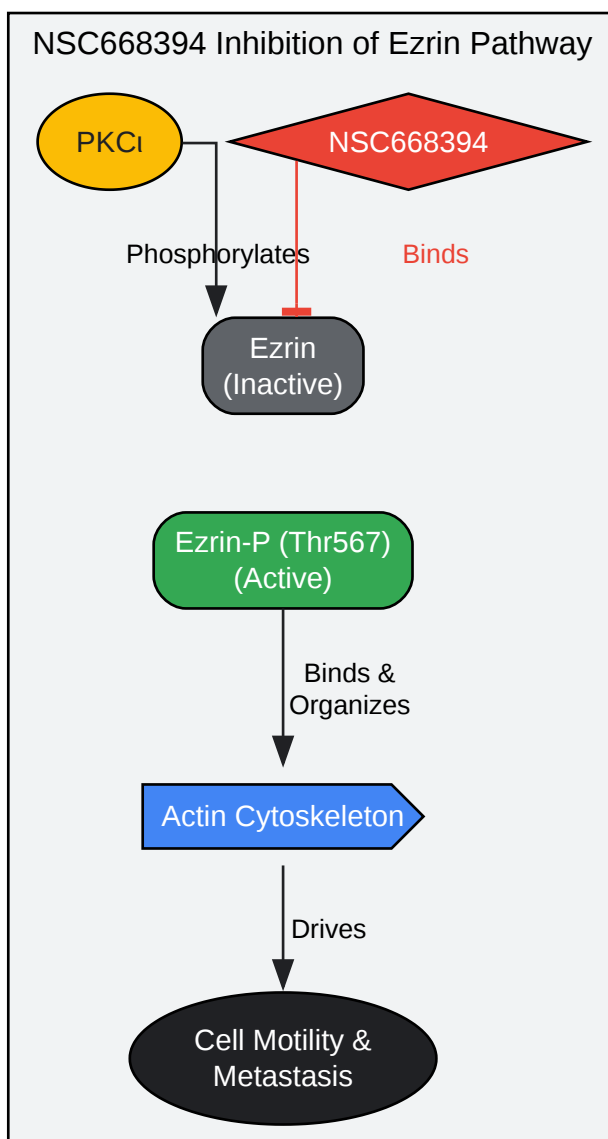 NSC668394 Inhibition of Ezrin Pathway
PKCι
NSC668394
Phosphorylates
Binds
Ezrin
(Inactive)
Ezrin-P (Thr567)
(Active)
Binds &
Organizes
Actin Cytoskeleton
Drives
Cell Motility &
Metastasis